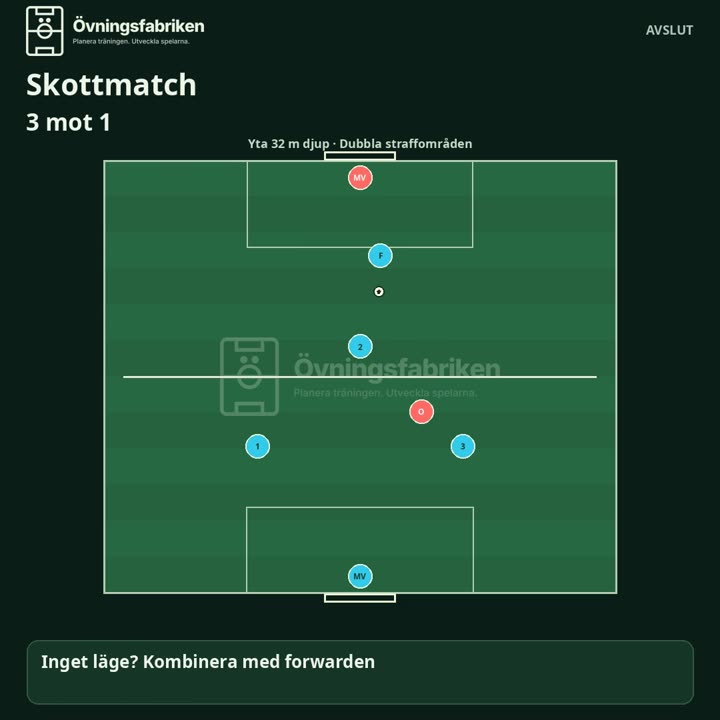 Övningsfabriken
Planera träningen. Utveckla spelarna.
AVSLUT
Skottmatch
3 mot 1
Yta 32 m djup · Dubbla straffområden
MV
F
2
Övningsfabriken
Planera träningen. Utveckla spelarna.
O
1
3
MV
Inget läge? Kombinera med forwarden